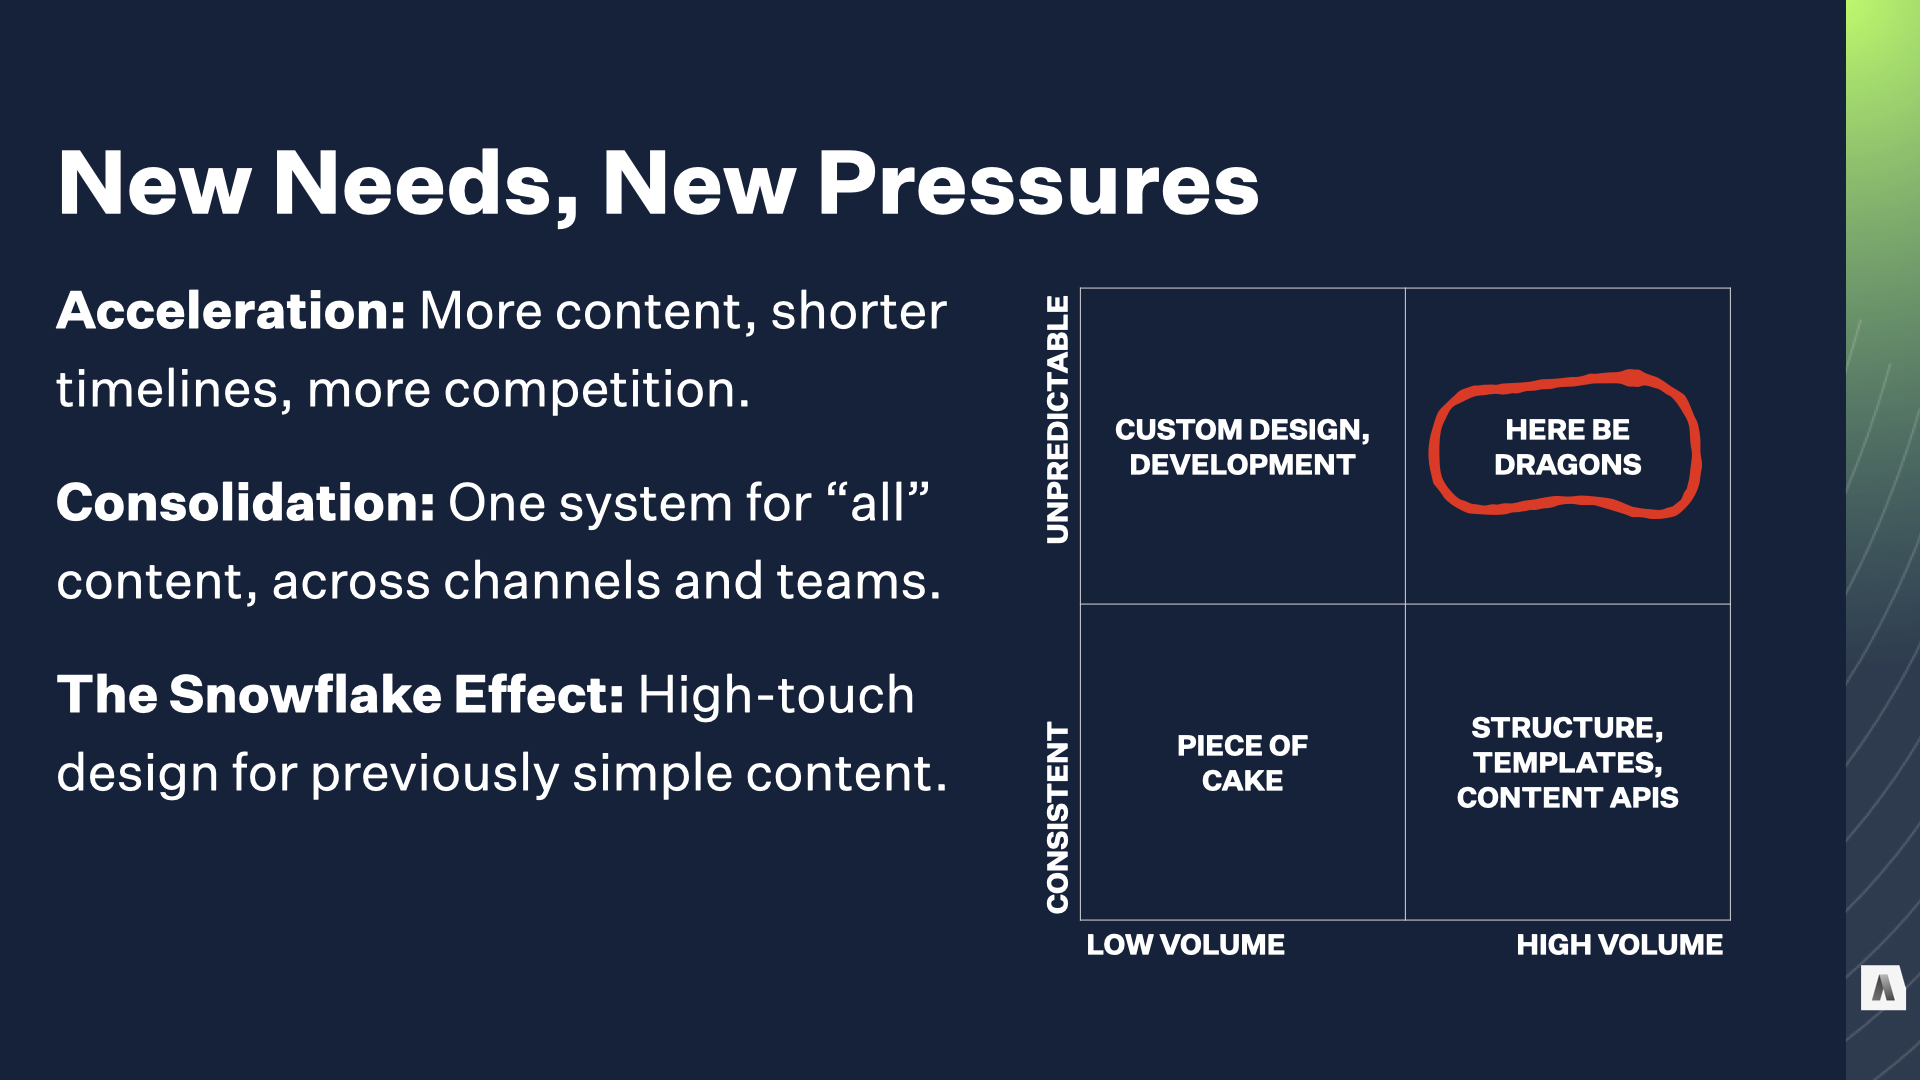 New Needs, New Pressures
Acceleration: More content, shorter
timelines, more competition.
Consolidation: One system for “all”
content, across channels and teams.
The Snowflake Effect: High-touch
design for previously simple content.
UNPREDICTABLE
CUSTOM DESIGN,
DEVELOPMENT
HERE BE
DRAGONS
CONSISTENT
PIECE OF
CAKE
STRUCTURE,
TEMPLATES,
CONTENT APIS
LOW VOLUME
HIGH VOLUME